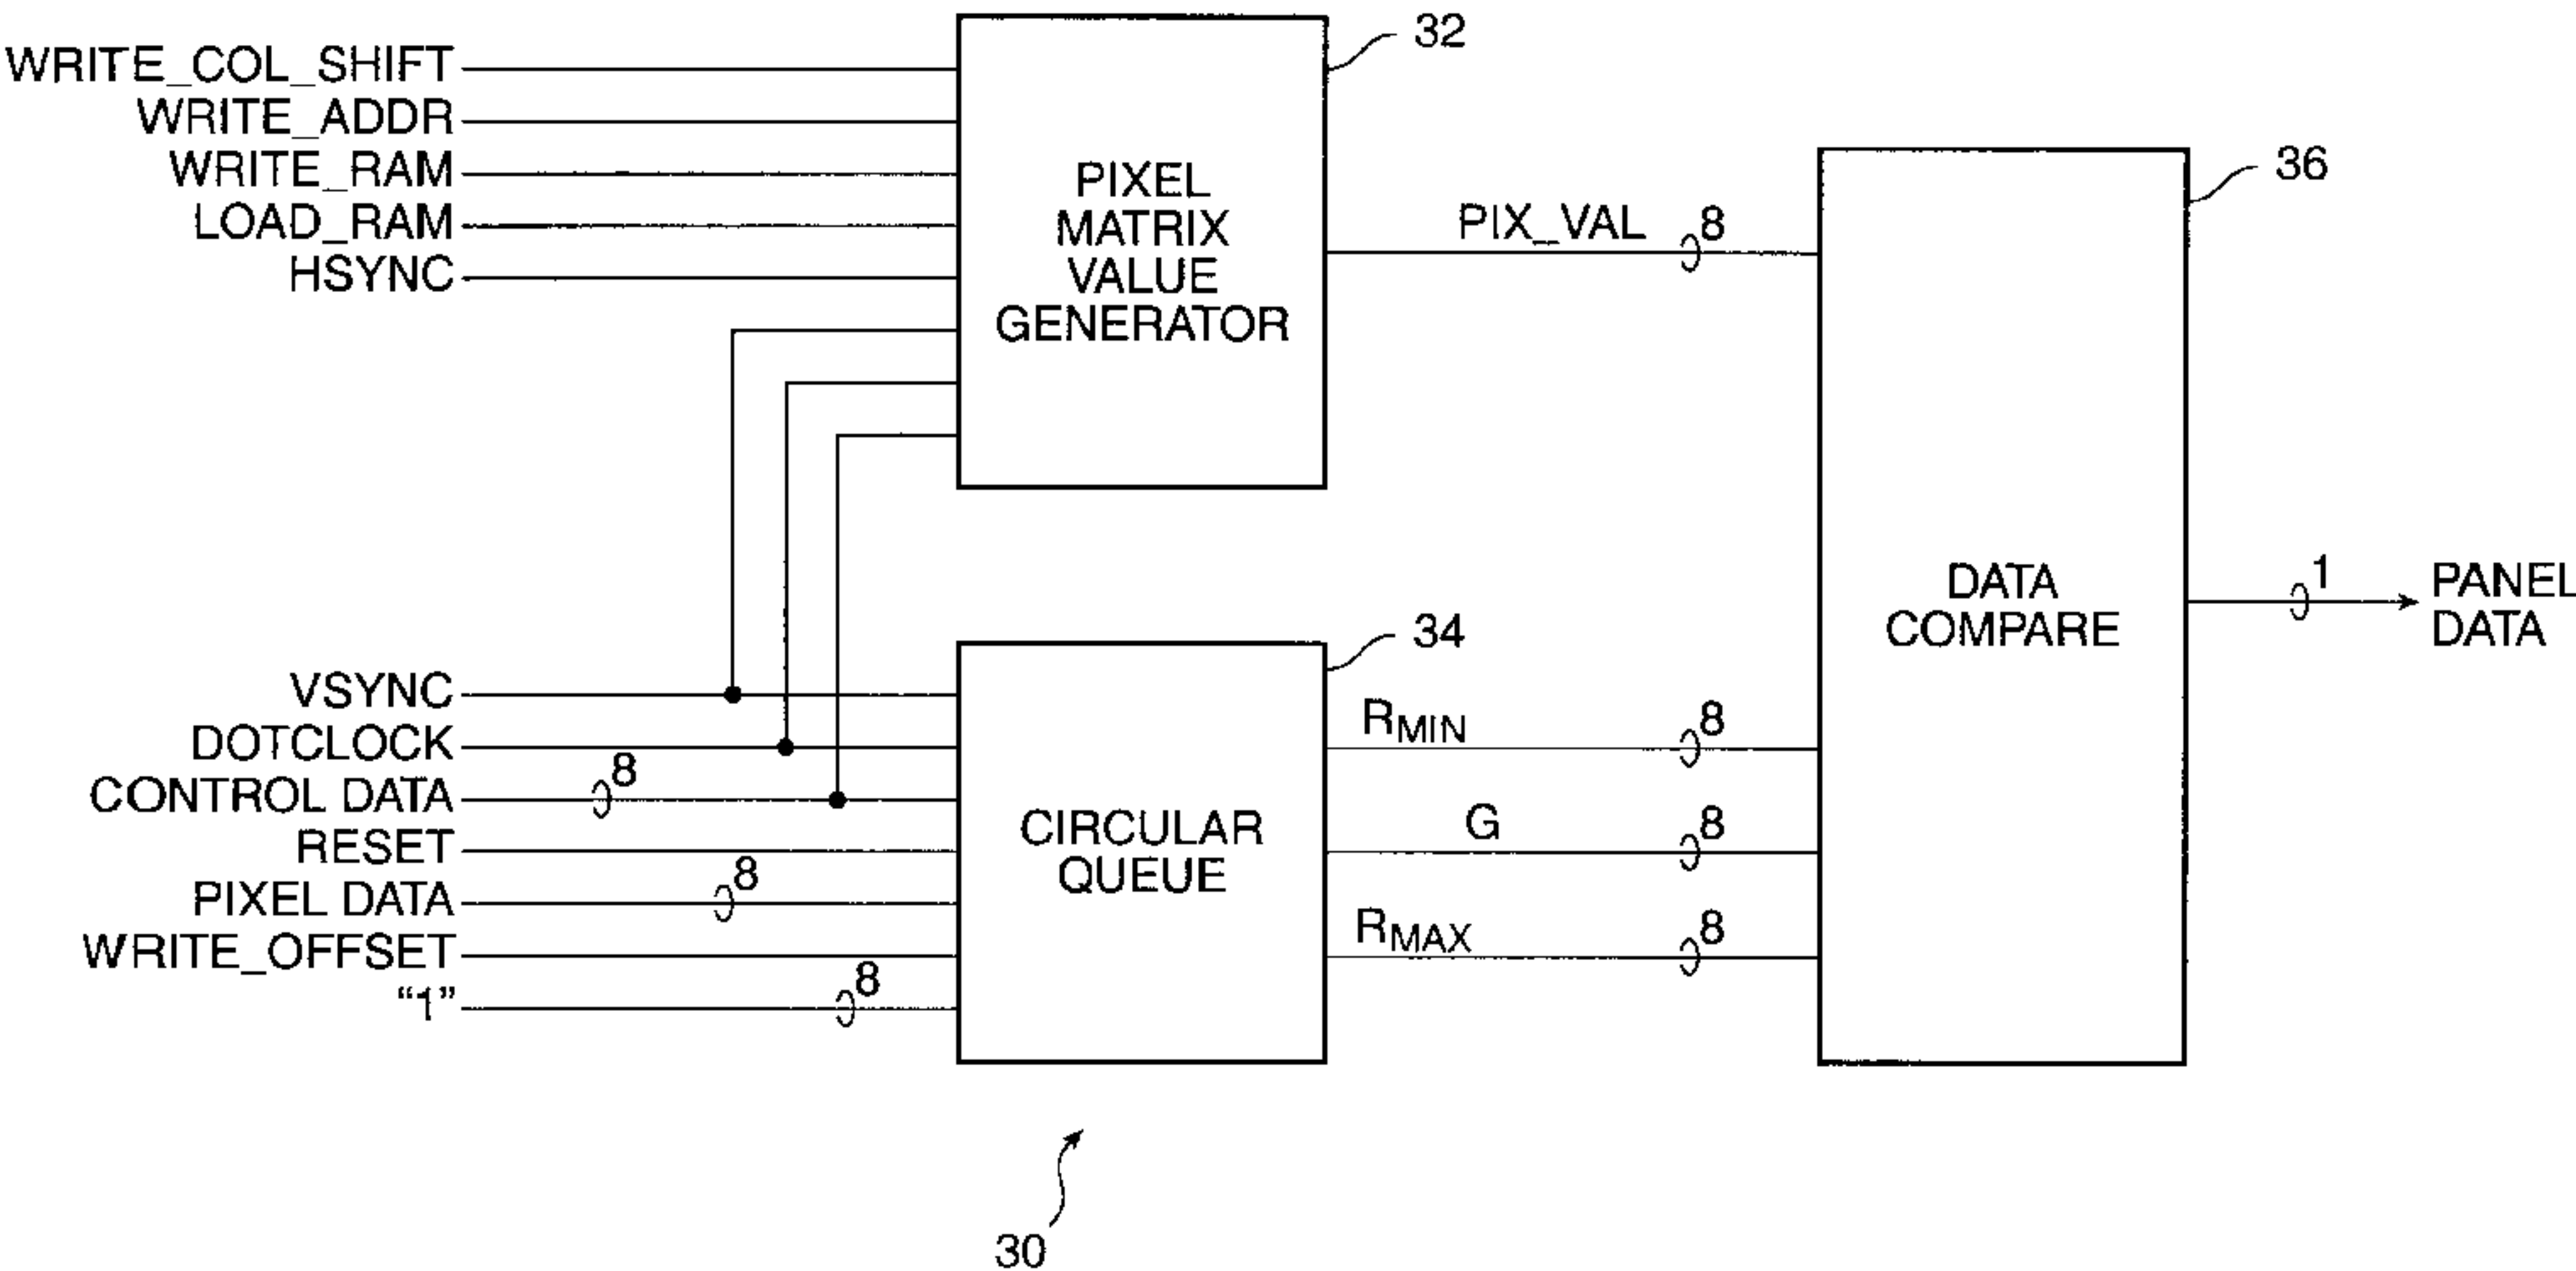 WRITE_COL_SHIFT
WRITE_ADDR
WRITE_RAM
LOAD_RAM
HSYNC
PIXEL
MATRIX
VALUE
GENERATOR
32
PIX_VAL
8
36
DATA
COMPARE
1
PANEL
DATA
VSYNC
DOTCLOCK
CONTROL DATA
8
RESET
PIXEL DATA
8
WRITE_OFFSET
"1"
8
CIRCULAR
QUEUE
34
RMIN
8
G
8
RMAX
8
30